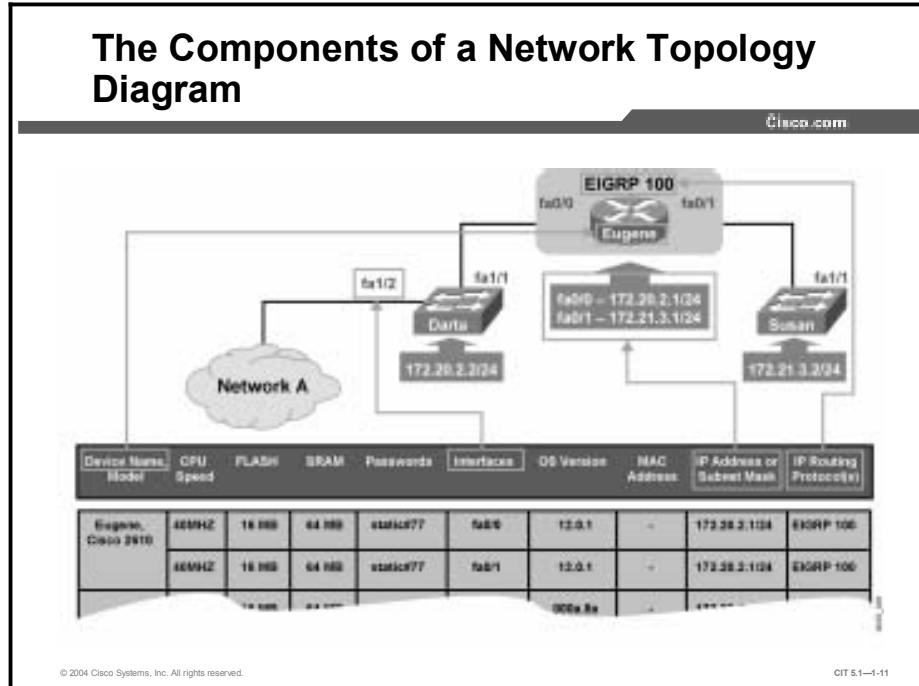 The Components of a Network Topology
Diagram
Cisco.com
EIGRP 100
fa0/0
fa0/1
Eugene
fa1/2
fa1/1
fa1/1
fa0/0 – 172.20.2.1/24
fa0/1 – 172.21.3.1/24
Darta
Susan
172.20.2.2/24
172.21.3.2/24
Network A
Device Name, Model
CPU Speed
FLASH
SRAM
Passwords
Interfaces
OS Version
MAC Address
IP Address or Subnet Mask
IP Routing Protocol(s)
Eugene, Cisco 2610
40MHZ
16 MB
64 MB
static#77
fa0/0
12.0.1
-
172.20.2.1/24
EIGRP 100
40MHZ
16 MB
64 MB
static#77
fa0/1
12.0.1
-
172.20.2.1/24
EIGRP 100
© 2004 Cisco Systems, Inc. All rights reserved.
CIT 5.1—1-11